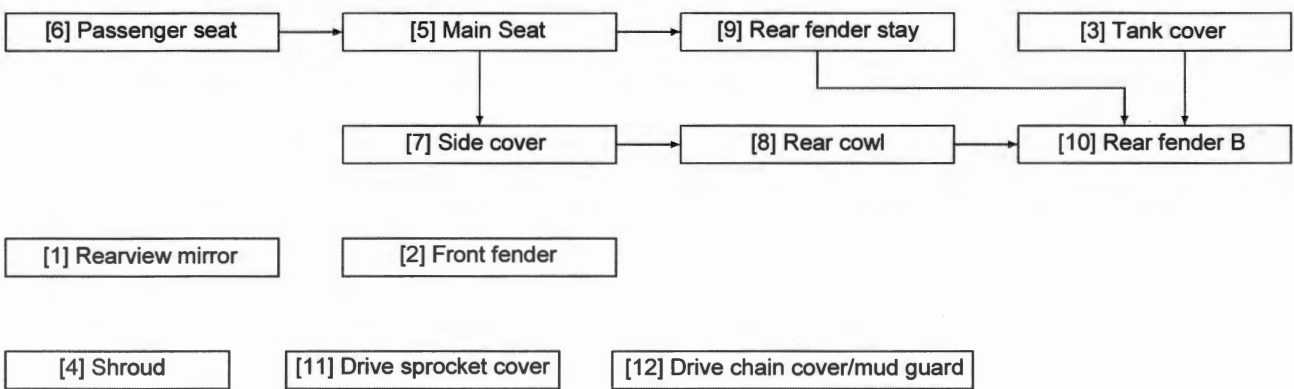 [6] Passenger seat
[5] Main Seat
[9] Rear fender stay
[3] Tank cover
[7] Side cover
[8] Rear cowl
[10] Rear fender B
[1] Rearview mirror
[2] Front fender
[4] Shroud
[11] Drive sprocket cover
[12] Drive chain cover/mud guard